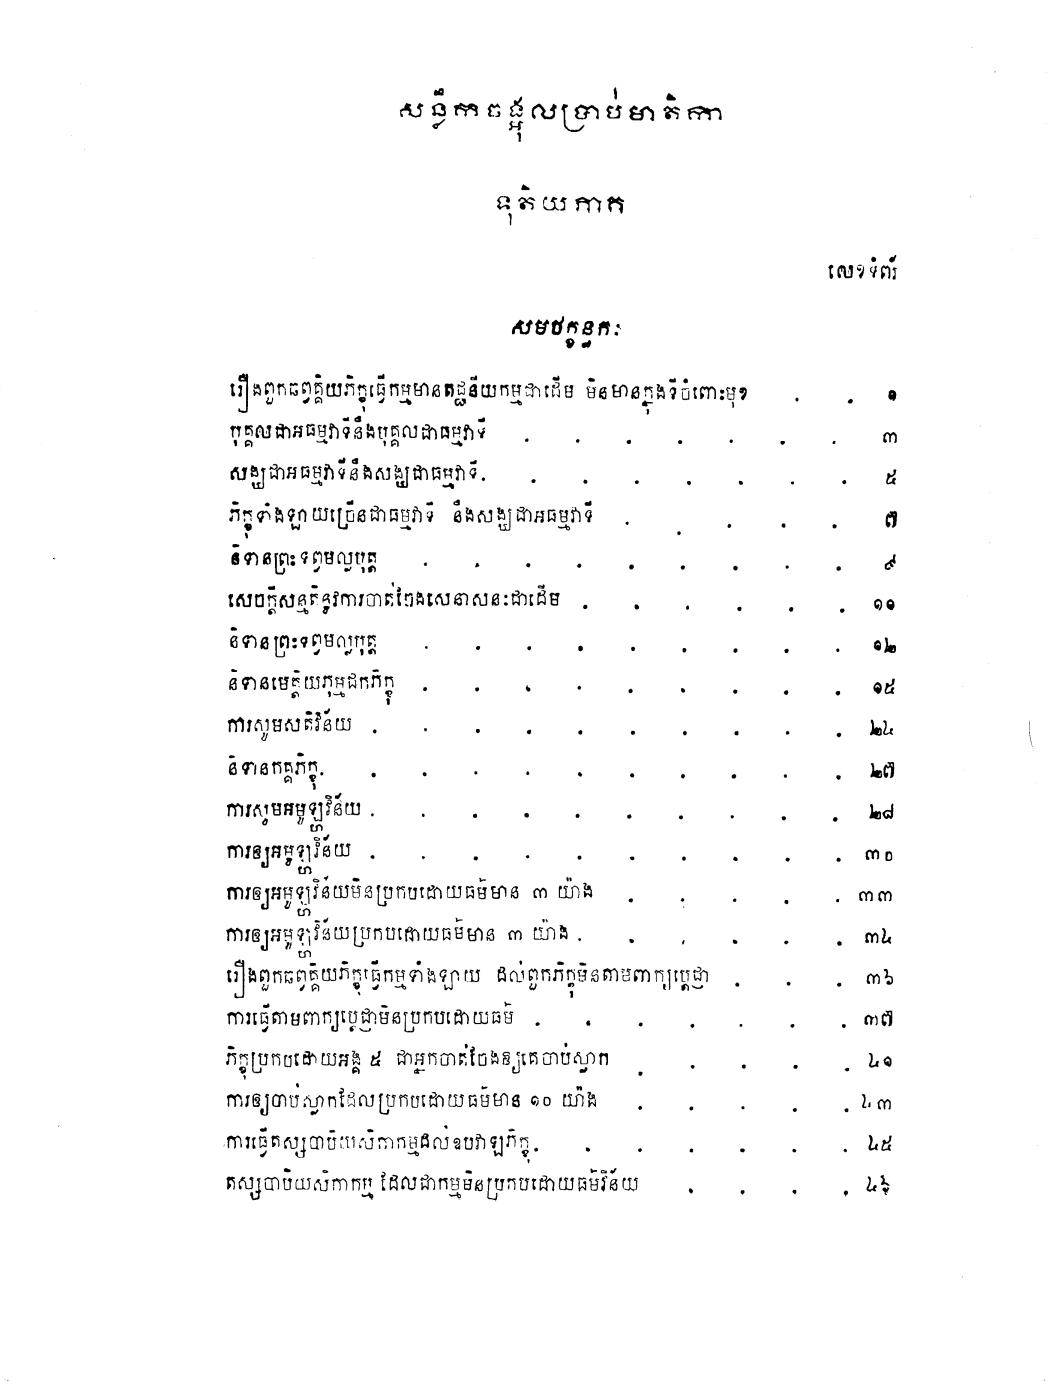 សន្លឹកចង្អុលប្រាប់មាតិកា
ទុតិយភាគ
លេខទំព័រ
សមថក្ខន្ធកៈ
រឿងពួកឆព្វគ្គិយភិក្ខុធ្វើកម្មមានតជ្ជនីយកម្មជាដើម មិនមានក្នុងទីចំពោះមុខ . . ១
បុគ្គលជាអធម្មវាទីនឹងបុគ្គលជាធម្មវាទី . . . . . . . ៣
សង្ឃជាអធម្មវាទីនឹងសង្ឃជាធម្មវាទី. . . . . . . . ៥
ភិក្ខុទាំងឡាយច្រើនជាធម្មវាទី នឹងសង្ឃជាអធម្មវាទី . . . . . ៧
និទានព្រះទព្វមល្លបុត្ត . . . . . . . . . ៩
សេចក្តីសន្មតិនូវការចាត់ចែងសេនាសនៈជាដើម . . . . . . ១១
និទានព្រះទព្វមល្លបុត្ត . . . . . . . . . ១២
និទានមេត្តិយភុម្មជកភិក្ខុ . . . . . . . . . ១៥
ការសូមសតិវិន័យ . . . . . . . . . . ២៤
និទានគគ្គភិក្ខុ. . . . . . . . . . . ២៧
ការសូមអមូឡ្ហវិន័យ . . . . . . . . . . ២៨
ការឲ្យអមូឡ្ហវិន័យ . . . . . . . . . . ៣០
ការឲ្យអមូឡ្ហវិន័យមិនប្រកបដោយធម៌មាន ៣ យ៉ាង . . . . . ៣៣
ការឲ្យអមូឡ្ហវិន័យប្រកបដោយធម៌មាន ៣ យ៉ាង . . . . . . ៣៤
រឿងពួកឆព្វគ្គិយភិក្ខុធ្វើកម្មទាំងឡាយ ដល់ពួកភិក្ខុមិនតាមពាក្យប្តេជ្ញា . . . ៣៦
ការធ្វើតាមពាក្យប្តេជ្ញាមិនប្រកបដោយធម៌ . . . . . . . ៣៧
ភិក្ខុប្រកបដោយអង្គ ៥ ជាអ្នកចាត់ចែងឲ្យគេចាប់ស្លាក . . . . . ៤១
ការឲ្យចាប់ស្លាកដែលប្រកបដោយធម៌មាន ១០ យ៉ាង . . . . . ៤៣
ការធ្វើតស្សបាបិយសិកាកម្មដល់ឧបវាឡភិក្ខុ. . . . . . . ៤៥
តស្សបាបិយសិកាកម្ម ដែលជាកម្មមិនប្រកបដោយធម៌វិន័យ . . . . ៤៦